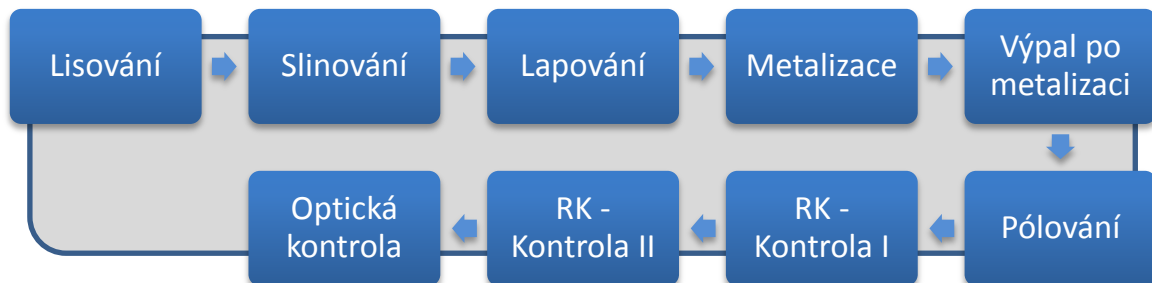 Lisování
Slinování
Lapování
Metalizace
Výpal po
metalizaci
Pólování
RK -
Kontrola I
RK -
Kontrola II
Optická
kontrola